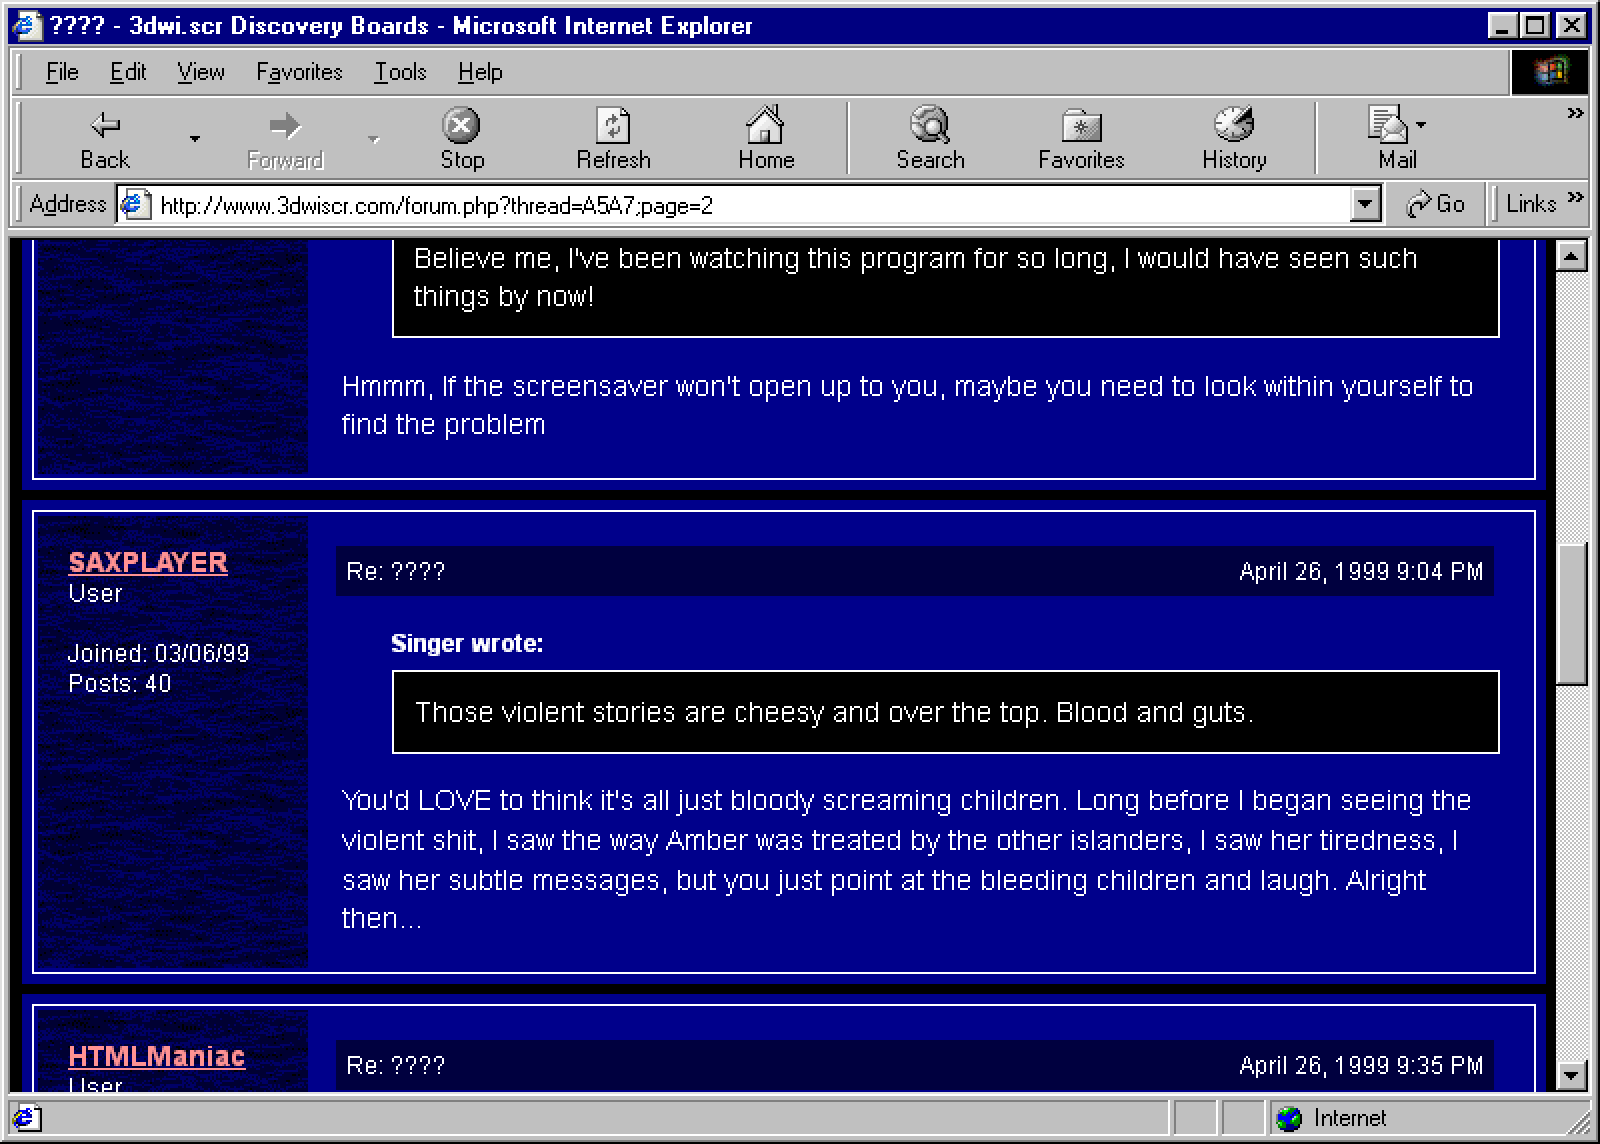 ???? - 3dwi.scr Discovery Boards - Microsoft Internet Explorer
File Edit View Favorites Tools Help
Back Forward Stop Refresh Home Search Favorites History Mail »
Address http://www.3dwiscr.com/forum.php?thread=A5A7;page=2 Go Links »
Believe me, I've been watching this program for so long, I would have seen such
things by now!
Hmmm, If the screensaver won't open up to you, maybe you need to look within yourself to
find the problem
SAXPLAYER
User
Joined: 03/06/99
Posts: 40
Re: ???? April 26, 1999 9:04 PM
Singer wrote:
Those violent stories are cheesy and over the top. Blood and guts.
You'd LOVE to think it's all just bloody screaming children. Long before I began seeing the
violent shit, I saw the way Amber was treated by the other islanders, I saw her tiredness, I
saw her subtle messages, but you just point at the bleeding children and laugh. Alright
then...
HTMLManiac
User
Re: ???? April 26, 1999 9:35 PM
Internet